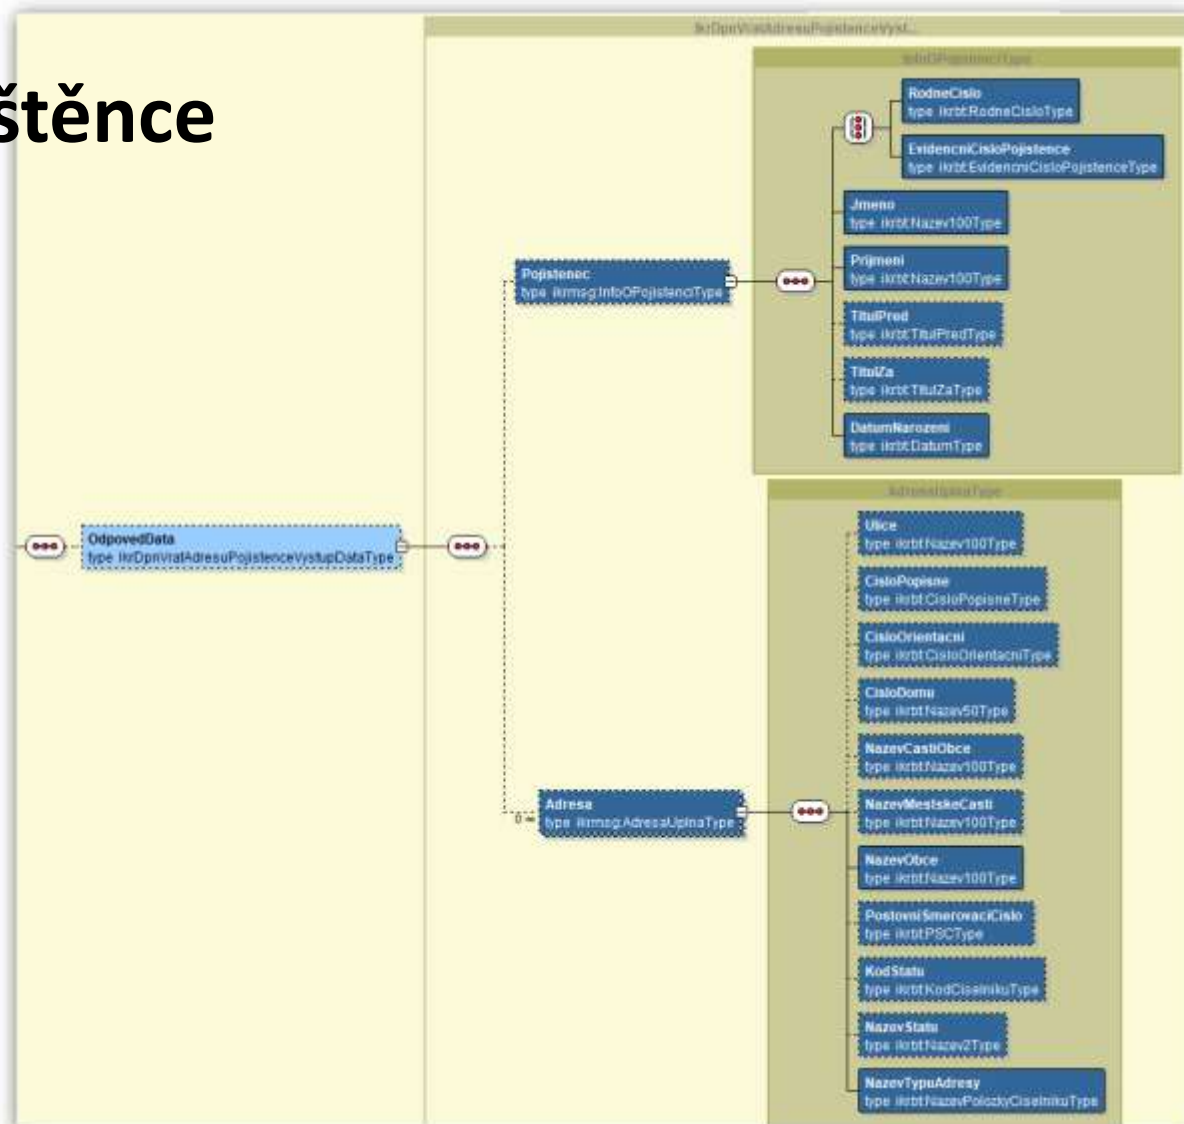 štěnce
IkrDpnVratAdresuPojistenceVyst...
InfoOPojistenciType
RodneCislo
type ikrbt:RodneCisloType
EvidencniCisloPojistence
type ikrbt:EvidencniCisloPojistenceType
Jmeno
type ikrbt:Nazev100Type
Prijmeni
type ikrbt:Nazev100Type
Pojistenec
type ikrmsg:InfoOPojistenciType
TitulPred
type ikrbt:TitulPredType
TitulZa
type ikrbt:TitulZaType
DatumNarozeni
type ikrbt:DatumType
AdresaUplnaType
OdpovedData
type IkrDpnVratAdresuPojistenceVystupDataType
Ulice
type ikrbt:Nazev100Type
CisloPopisne
type ikrbt:CisloPopisneType
CisloOrientacni
type ikrbt:CisloOrientacniType
CisloDomu
type ikrbt:Nazev50Type
NazevCastiObce
type ikrbt:Nazev100Type
Adresa
type ikrmsg:AdresaUplnaType
0 ∞
NazevMestskeCasti
type ikrbt:Nazev100Type
NazevObce
type ikrbt:Nazev100Type
PostovniSmerovaciCislo
type ikrbt:PSCType
KodStatu
type ikrbt:KodCiselnikuType
NazevStatu
type ikrbt:Nazev2Type
NazevTypuAdresy
type ikrbt:NazevPolozkyCiselnikuType